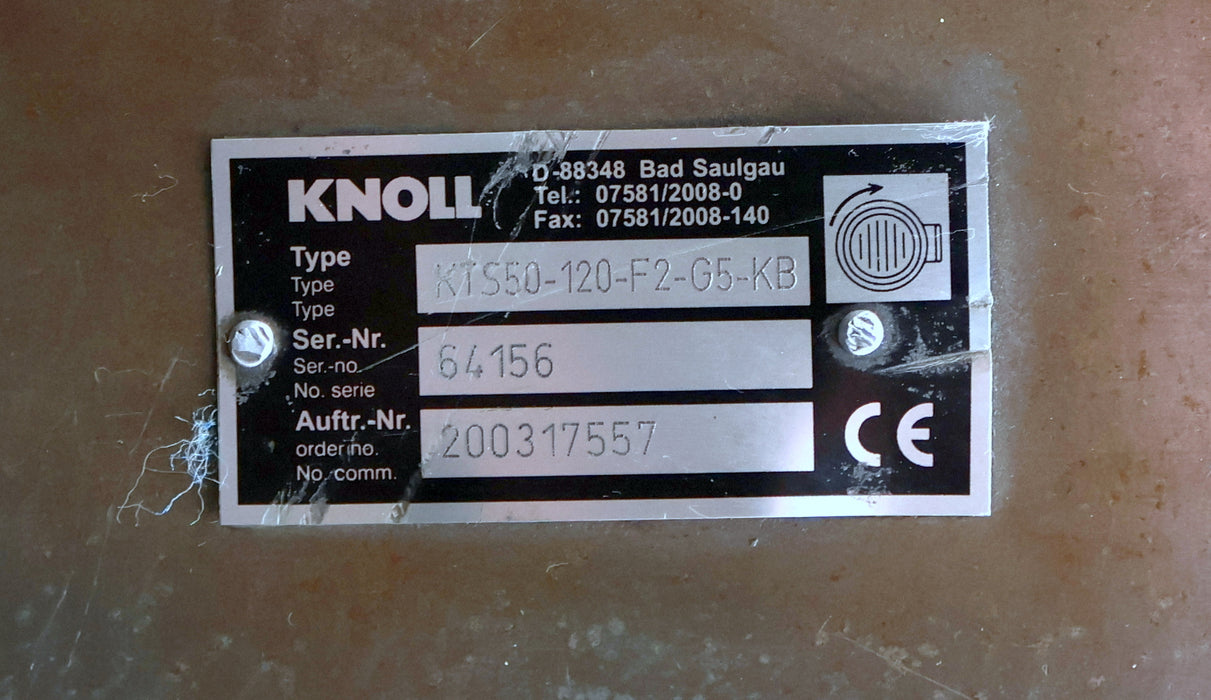 KNOLL
D-88348 Bad Saulgau
Tel.: 07581/2008-0
Fax: 07581/2008-140
Type KTS50-120-F2-G5-KB
Type
Type
Ser.-Nr. 64156
Ser.-no.
No. serie
Auftr.-Nr. 200317557
order no.
No. comm.
CE